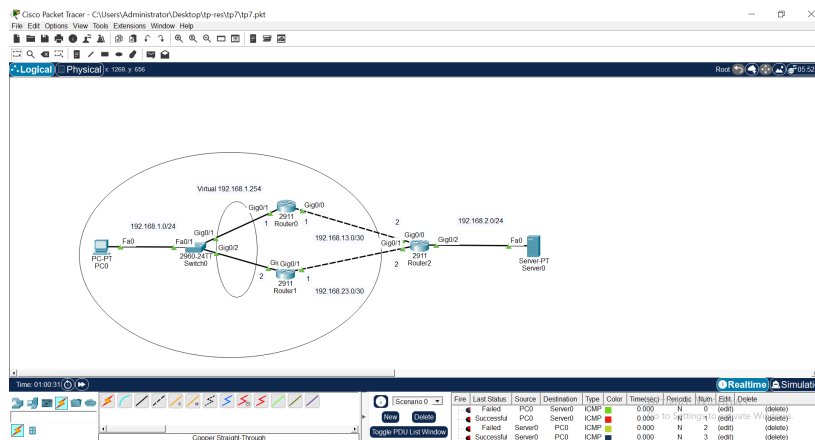 Cisco Packet Tracer - C:\Users\Administrator\Desktop\tp-res\tp7\tp7.pkt
File Edit Options View Tools Extensions Window Help
Logical Physical x: 1269, y: 656 Root 05:52
Virtual 192.168.1.254
Gig0/1 Gig0/0
2911
Router0
1 1
192.168.1.0/24
192.168.2.0/24
2
192.168.13.0/30
Fa0 Fa0/1 Gig0/1
Gig0/2
PC-PT
PC0
2960-24TT
Switch0
Gig0/0
Gig0/1 Gig0/2
2911
Router2
2
Fa0
Server-PT
Server0
Gig0/1
2911
Router1
2 1
192.168.23.0/30
Time: 01:00:31 Realtime
Scenario 0
New Delete
Toggle PDU List Window
Copper Straight-Through
Fire Last Status Source Destination Type Color Time(sec) Periodic Num Edit Delete
Failed PC0 Server0 ICMP 0.000 N 0 (edit) (delete)
Successful PC0 Server0 ICMP 0.000 N 1 (edit) (delete)
Failed Server0 PC0 ICMP 0.000 N 2 (edit) (delete)
Successful Server0 PC0 ICMP 0.000 N 3 (edit) (delete)